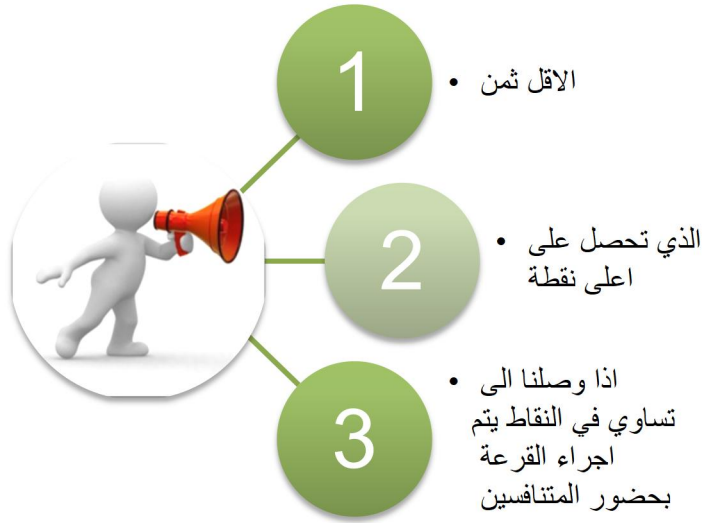 1
• الاقل ثمن
2
• الذي تحصل على
اعلى نقطة
3
• اذا وصلنا الى
تساوي في النقاط يتم
اجراء القرعة
بحضور المتنافسين